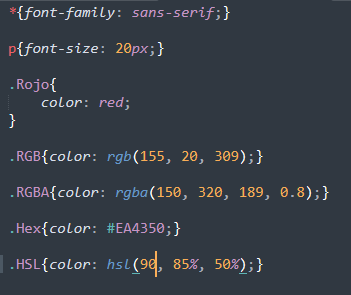 *{font-family: sans-serif;}
p{font-size: 20px;}
.Rojo{
color: red;
}
.RGB{color: rgb(155, 20, 309);}
.RGBA{color: rgba(150, 320, 189, 0.8);}
.Hex{color: #EA4350;}
.HSL{color: hsl(90, 85%, 50%);}